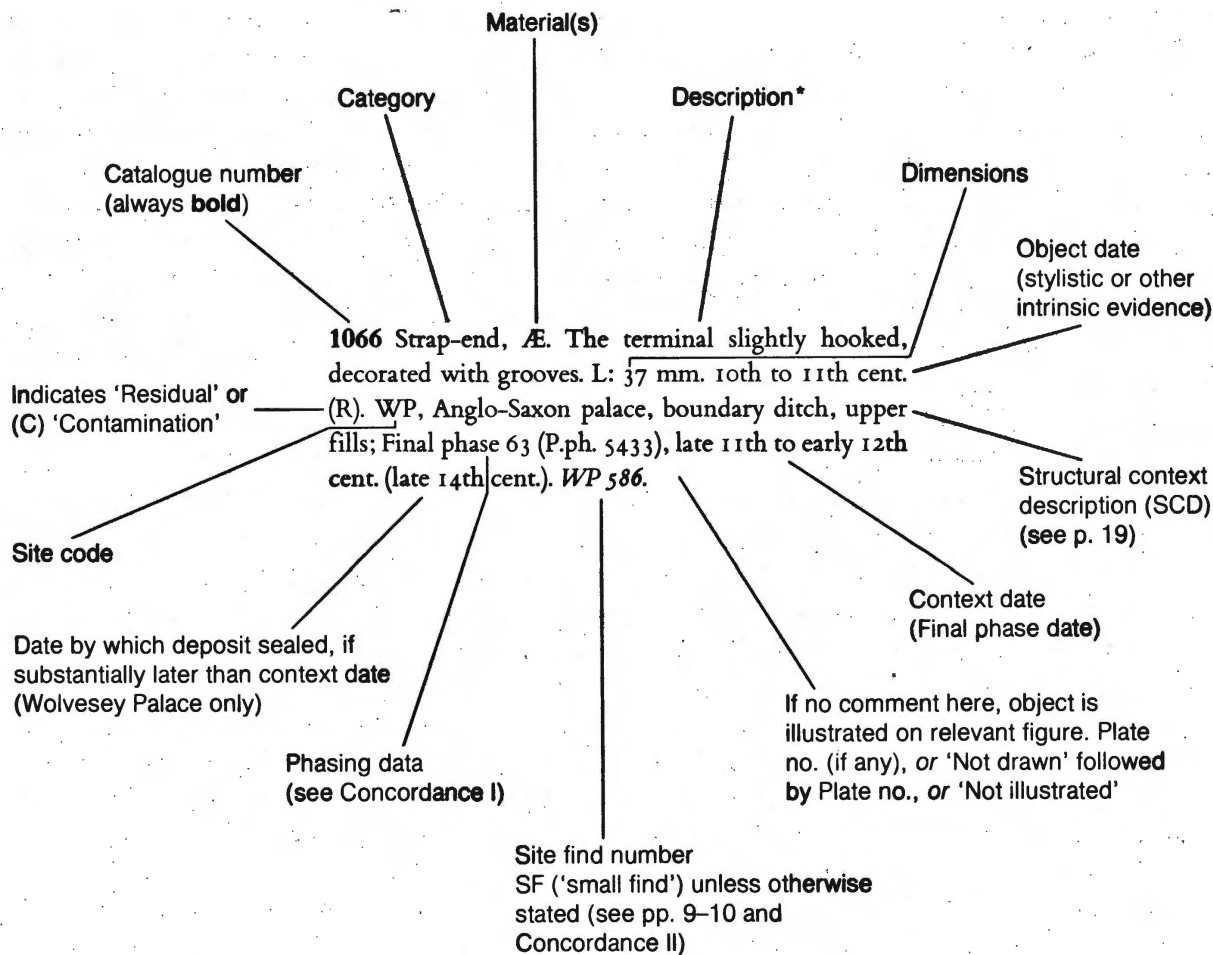 Material(s)
Category
Description*
Catalogue number
(always bold)
Dimensions
Object date
(stylistic or other
intrinsic evidence)
1066 Strap-end, Æ. The terminal slightly hooked,
decorated with grooves. L: 37 mm. 10th to 11th cent.
(R). WP, Anglo-Saxon palace, boundary ditch, upper
fills; Final phase 63 (P.ph. 5433), late 11th to early 12th
cent. (late 14th cent.). WP 586.
Indicates 'Residual' or
(C) 'Contamination'
Structural context
description (SCD)
(see p. 19)
Site code
Context date
(Final phase date)
Date by which deposit sealed, if
substantially later than context date
(Wolvesey Palace only)
If no comment here, object is
illustrated on relevant figure. Plate
no. (if any), or 'Not drawn' followed
by Plate no., or 'Not illustrated'
Phasing data
(see Concordance I)
Site find number
SF ('small find') unless otherwise
stated (see pp. 9–10 and
Concordance II)